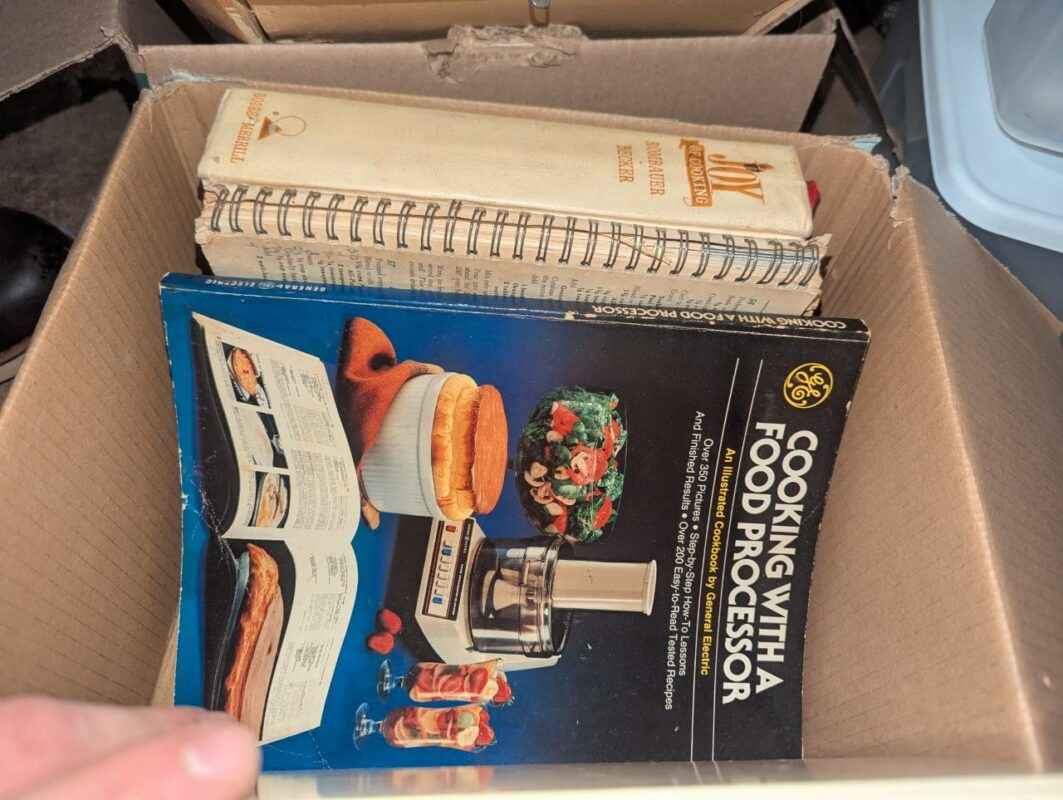 JOY
OF COOKING
ROMBAUER
BECKER
BOBBS MERRILL
COOKING WITH A FOOD PROCESSOR
GENERAL ELECTRIC
GE
COOKING WITH A
FOOD PROCESSOR
An Illustrated Cookbook by General Electric
Over 350 Pictures • Step-by-Step How-To Lessons
And Finished Results • Over 200 Easy-to-Read Tested Recipes